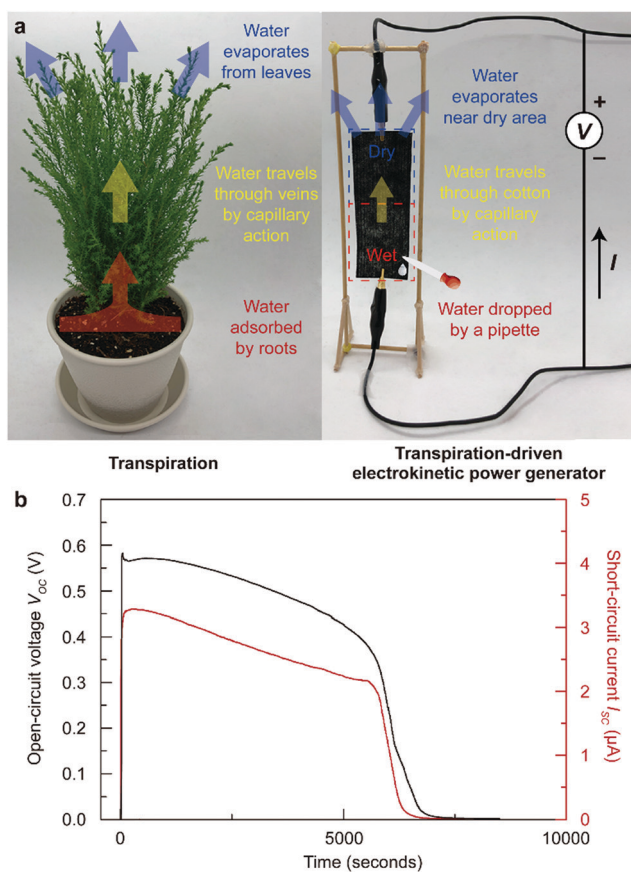 a
Water
evaporates
from leaves
Water travels
through veins
by capillary
action
Water
adsorbed
by roots
Water
evaporates
near dry area
Dry
Water travels
through cotton
by capillary
action
Wet
Water dropped
by a pipette
+
V
−
I
Transpiration
Transpiration-driven
electrokinetic power generator
b
Open-circuit voltage VOC (V)
0.7
0.6
0.5
0.4
0.3
0.2
0.1
0.0
5
4
3
2
1
0
Short-circuit current ISC (μA)
0
5000
10000
Time (seconds)